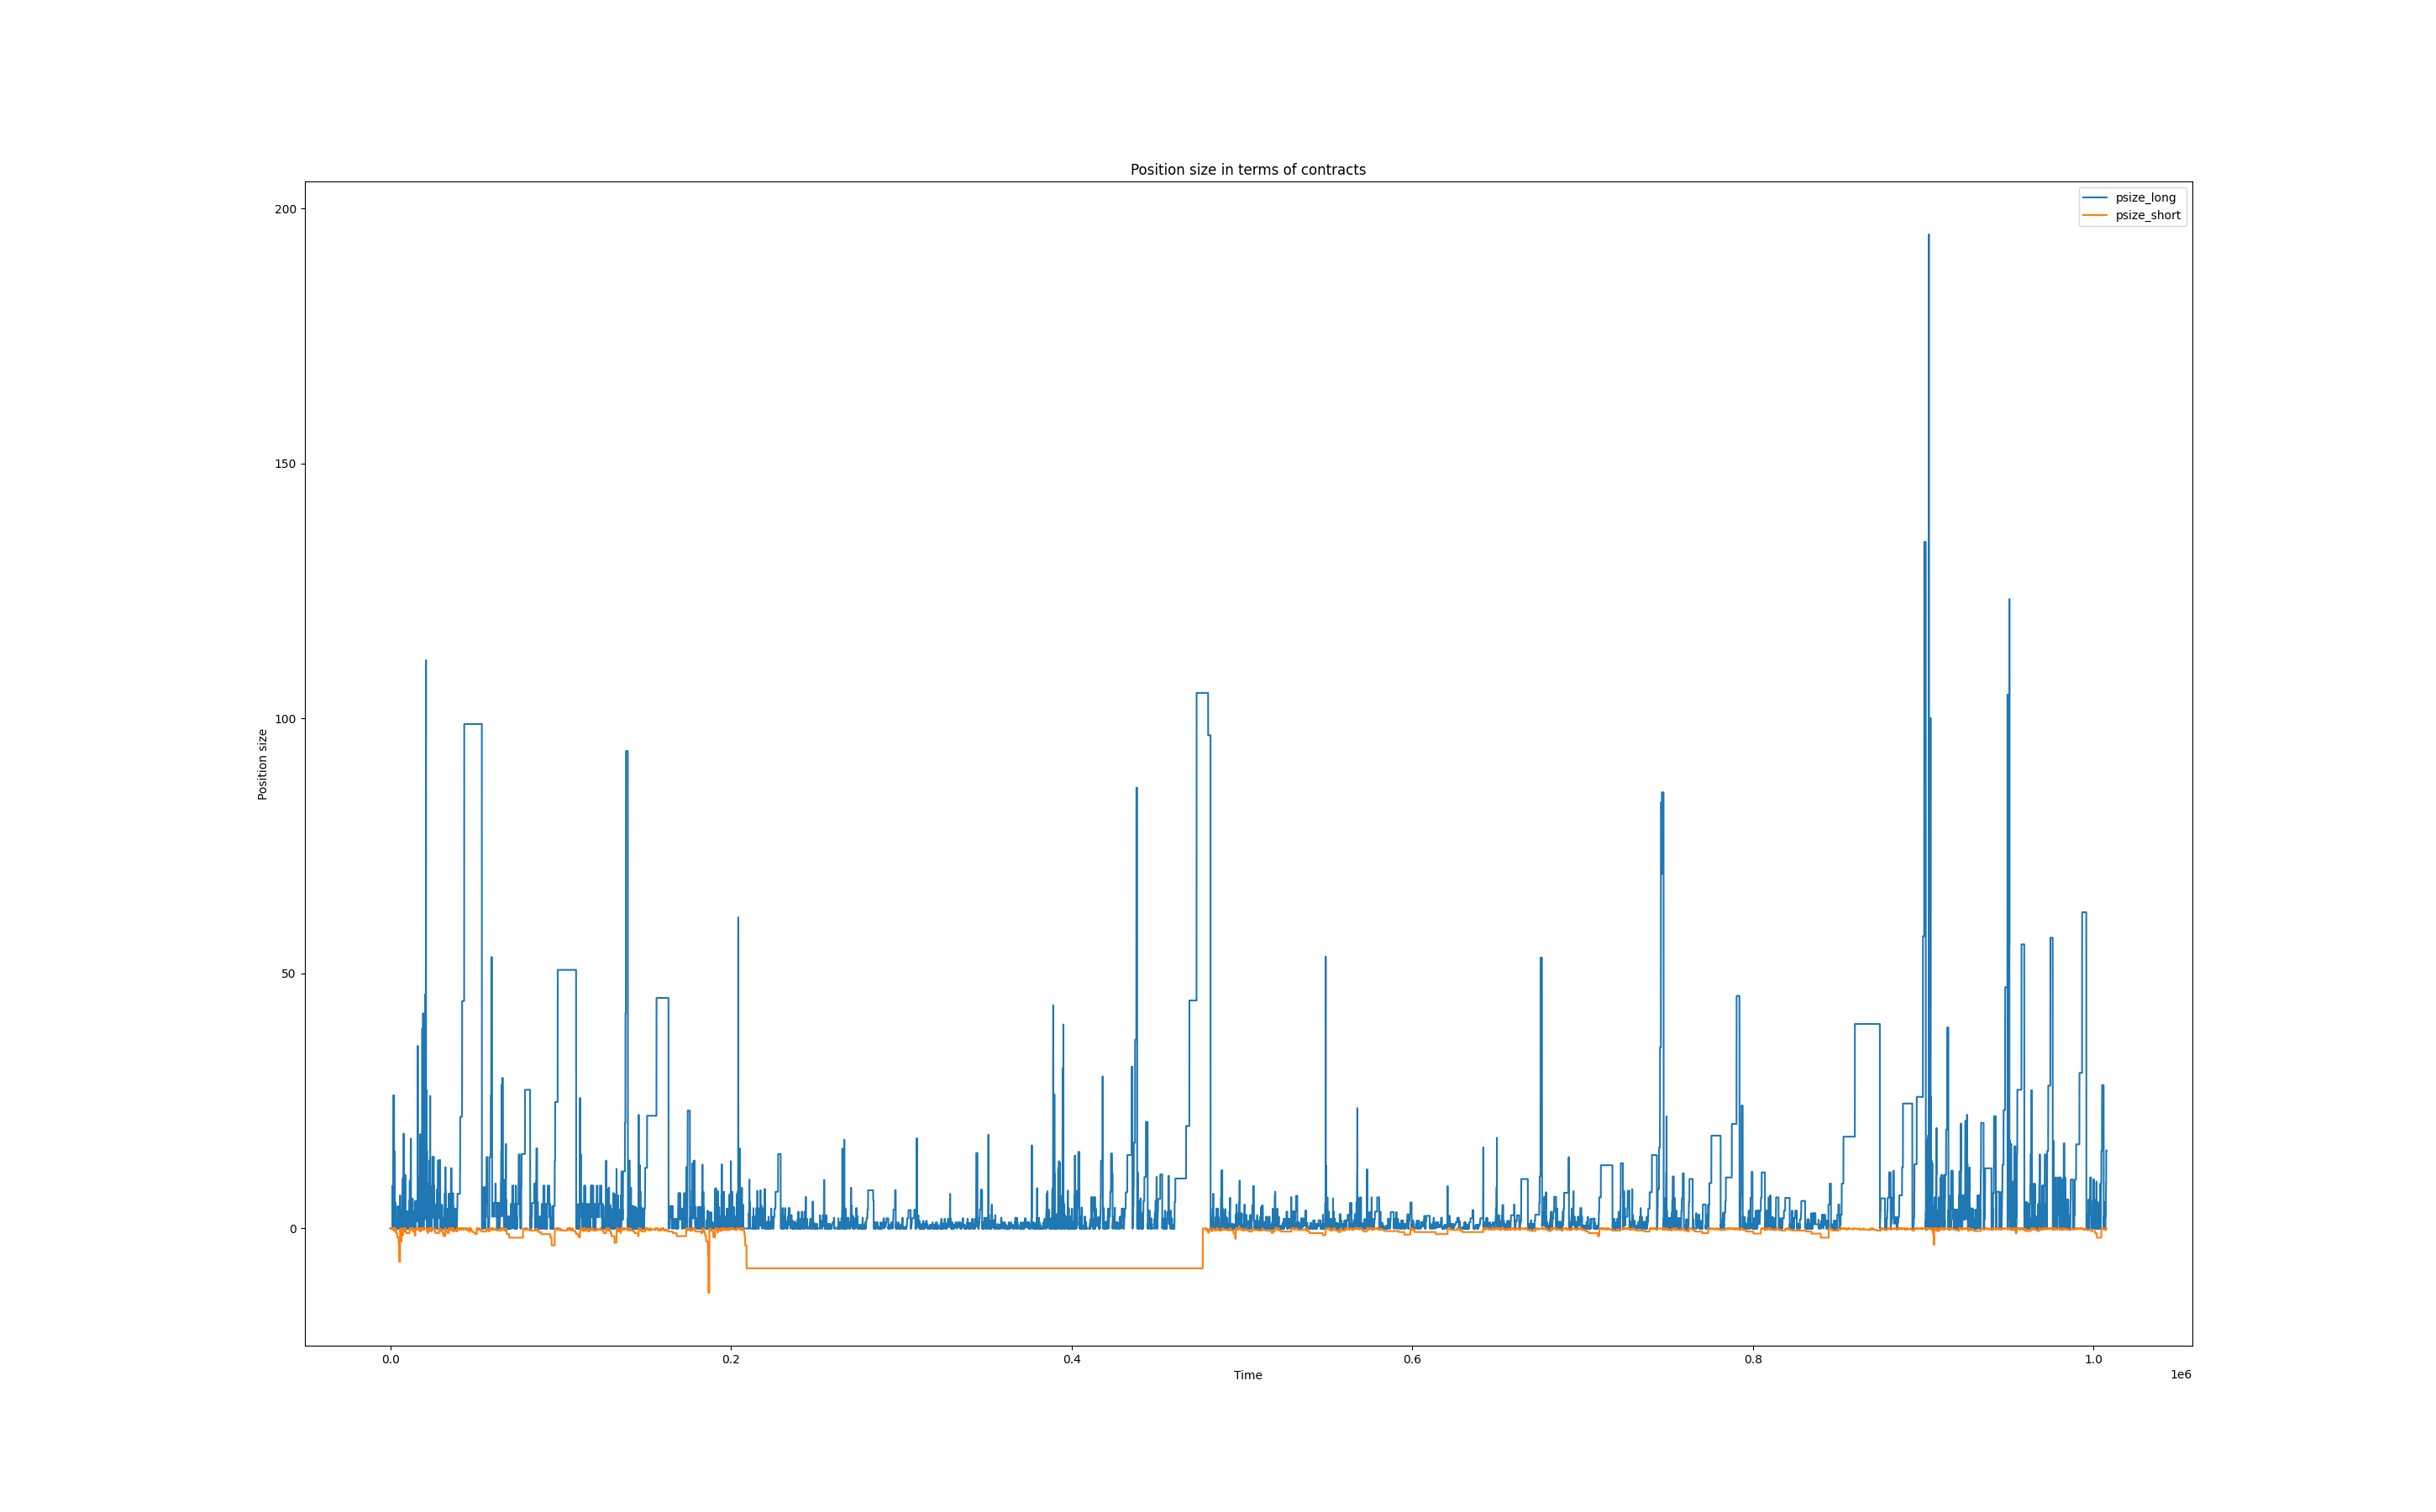 Position size in terms of contracts
psize_long
psize_short
200
150
100
50
0
Position size
0.0
0.2
0.4
0.6
0.8
1.0
Time
1e6